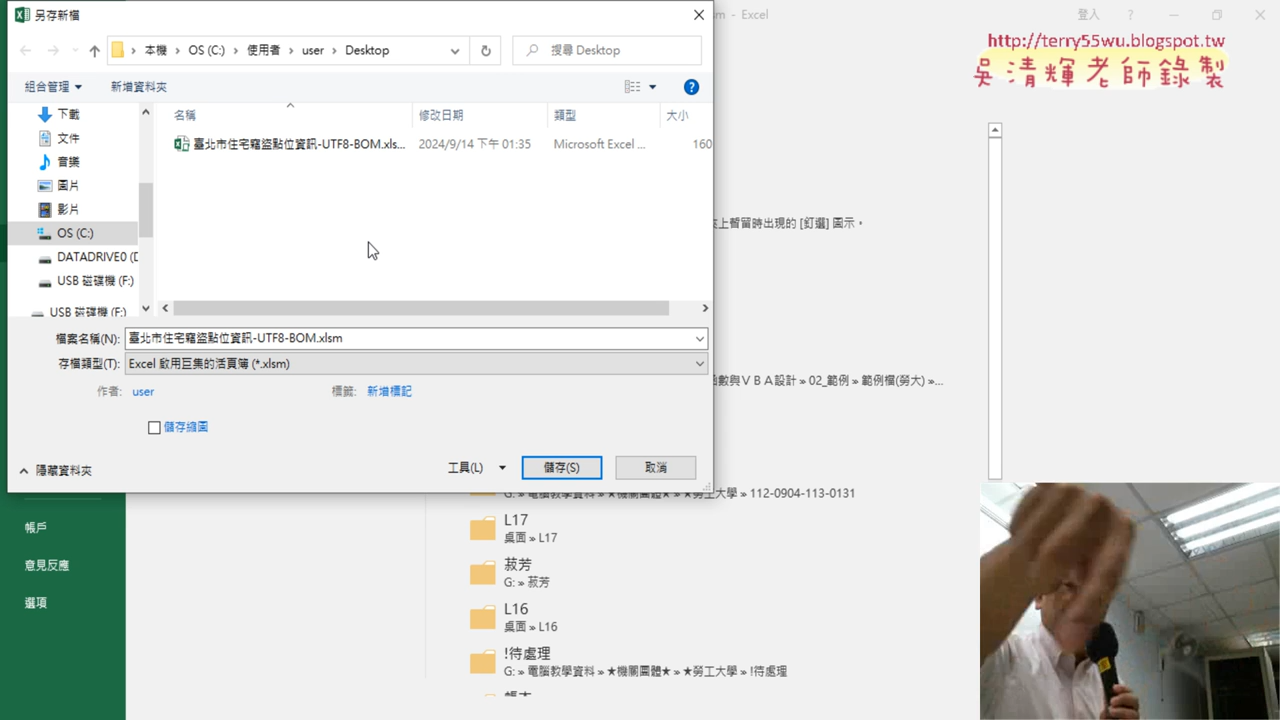 另存新檔
sm - Excel
登入
http://terry55wu.blogspot.tw
吳清輝老師錄製
本機 › OS (C:) › 使用者 › user › Desktop
搜尋 Desktop
組合管理
新增資料夾
下載
文件
音樂
圖片
影片
OS (C:)
DATADRIVE0 (D
USB 磁碟機 (F:)
USB 磁碟機 (F:)
名稱
修改日期
類型
大小
臺北市住宅竊盜點位資訊-UTF8-BOM.xls...
2024/9/14 下午 01:35
Microsoft Excel ...
160
夾上暫留時出現的 [釘選] 圖示。
檔案名稱(N):
臺北市住宅竊盜點位資訊-UTF8-BOM.xlsm
存檔類型(T):
Excel 啟用巨集的活頁簿 (*.xlsm)
作者: user
標籤: 新增標記
儲存縮圖
隱藏資料夾
工具(L)
儲存(S)
取消
函數與ＶＢＡ設計 » 02_範例 » 範例檔(勞大) »...
G: » 電腦教學資料 » ★機關團體★ » ★勞工大學 » 112-0904-113-0131
L17
桌面 » L17
菽芳
G: » 菽芳
L16
桌面 » L16
!待處理
G: » 電腦教學資料 » ★機關團體★ » ★勞工大學 » !待處理
帳戶
意見反應
選項